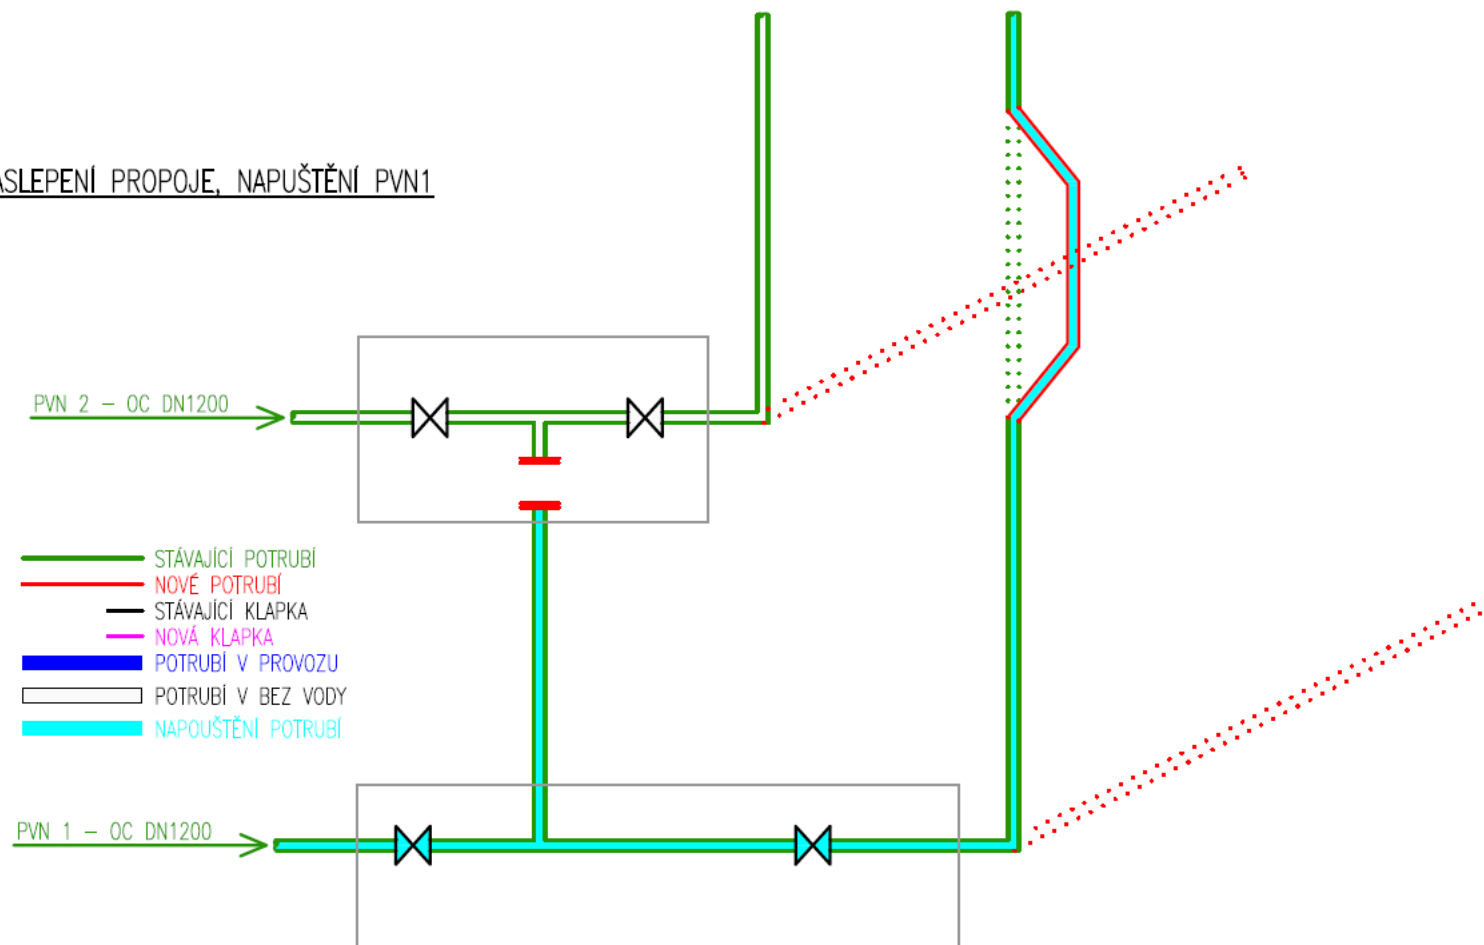 ASLEPENÍ PROPOJE, NAPUŠTĚNÍ PVN1
PVN 2 – OC DN1200
STÁVAJÍCÍ POTRUBÍ
NOVÉ POTRUBÍ
STÁVAJÍCÍ KLAPKA
NOVÁ KLAPKA
POTRUBÍ V PROVOZU
POTRUBÍ V BEZ VODY
NAPOUŠTĚNÍ POTRUBÍ
PVN 1 – OC DN1200